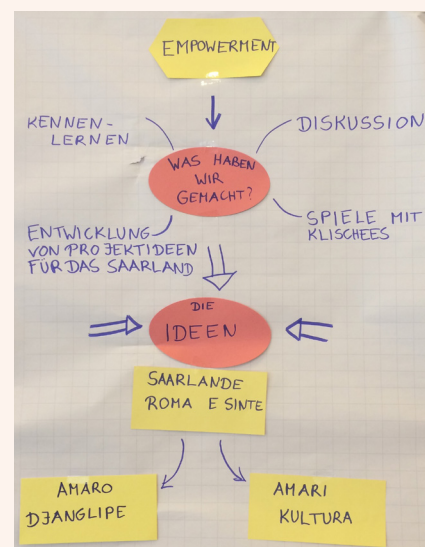 EMPOWERMENT
KENNEN-
LERNEN
DISKUSSION
WAS HABEN
WIR
GEMACHT?
ENTWICKLUNG
VON PROJEKTIDEEN
FÜR DAS SAARLAND
SPIELE MIT
KLISCHEES
DIE
IDEEN
SAARLANDE
ROMA E SINTE
AMARO
DJANGLIPE
AMARI
KULTURA